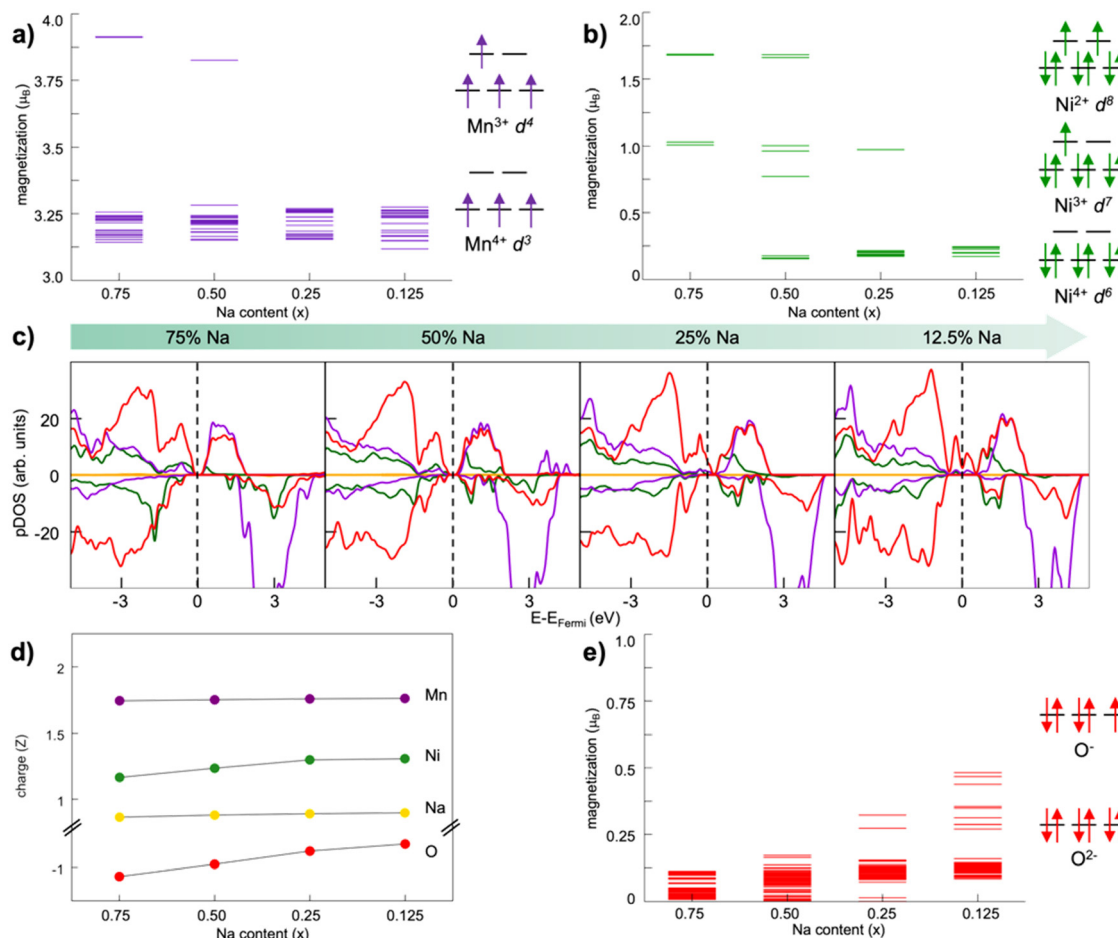 a)
4.0
3.75
3.5
3.25
3.0
magnetization (μB)
0.75 0.50 0.25 0.125
Na content (x)
Mn3+ d4
Mn4+ d3
b)
2.0
1.5
1.0
0.5
0
magnetization (μB)
0.75 0.50 0.25 0.125
Na content (x)
Ni2+ d8
Ni3+ d7
Ni4+ d6
c)
75% Na 50% Na 25% Na 12.5% Na
pDOS (arb. units)
20
0
-20
-3 0 3 -3 0 3 -3 0 3 -3 0 3
E-EFermi (eV)
d)
2
1.5
1
-1
charge (Z)
Mn
Ni
Na
O
0.75 0.50 0.25 0.125
Na content (x)
e)
1.0
0.75
0.5
0.25
0
magnetization (μB)
0.75 0.50 0.25 0.125
Na content (x)
O-
O2-